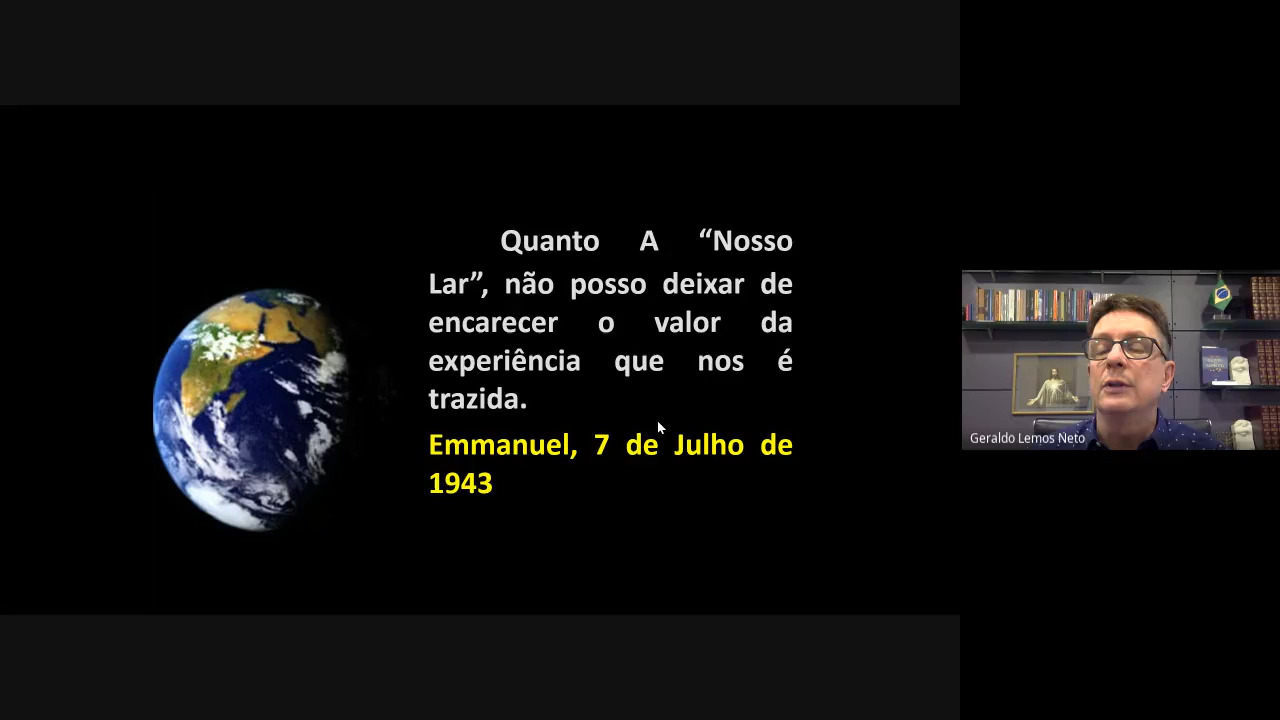 Quanto A “Nosso
Lar”, não posso deixar de
encarecer o valor da
experiência que nos é
trazida.
Emmanuel, 7 de Julho de
1943
Geraldo Lemos Neto